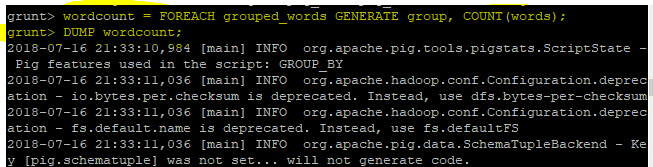 grunt> wordcount = FOREACH grouped_words GENERATE group, COUNT(words);
grunt> DUMP wordcount;
2018-07-16 21:33:10,984 [main] INFO  org.apache.pig.tools.pigstats.ScriptState -
 Pig features used in the script: GROUP_BY
2018-07-16 21:33:11,036 [main] INFO  org.apache.hadoop.conf.Configuration.deprec
ation - io.bytes.per.checksum is deprecated. Instead, use dfs.bytes-per-checksum
2018-07-16 21:33:11,036 [main] INFO  org.apache.hadoop.conf.Configuration.deprec
ation - fs.default.name is deprecated. Instead, use fs.defaultFS
2018-07-16 21:33:11,036 [main] INFO  org.apache.pig.data.SchemaTupleBackend - Ke
y [pig.schematuple] was not set... will not generate code.